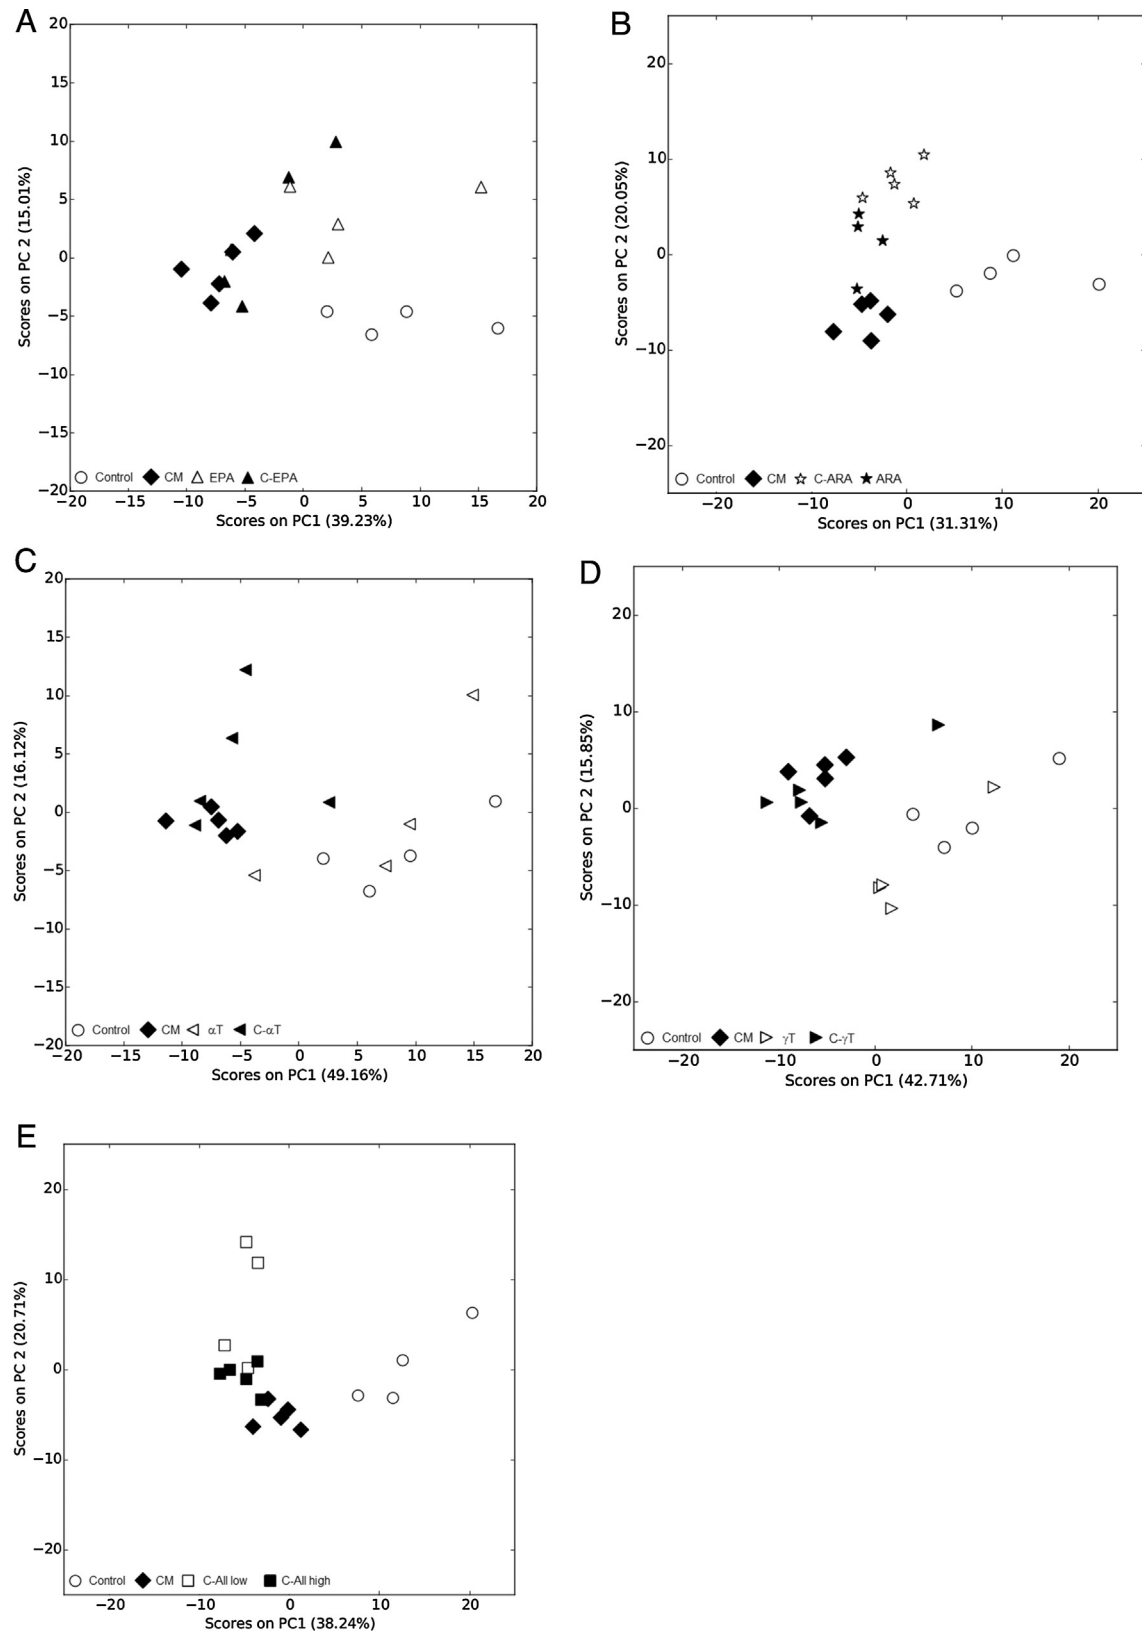 A
20
15
10
5
0
−5
−10
−15
−20
Scores on PC 2 (15.01%)
Control CM EPA C-EPA
−20 −15 −10 −5 0 5 10 15 20
Scores on PC1 (39.23%)
B
20
10
0
−10
−20
Scores on PC 2 (20.05%)
Control CM C-ARA ARA
−20 −10 0 10 20
Scores on PC1 (31.31%)
C
20
15
10
5
0
−5
−10
−15
−20
Scores on PC 2 (16.12%)
Control CM αT C-αT
−20 −15 −10 −5 0 5 10 15 20
Scores on PC1 (49.16%)
D
20
10
0
−10
−20
Scores on PC 2 (15.85%)
Control CM γT C-γT
−20 −10 0 10 20
Scores on PC1 (42.71%)
E
20
10
0
−10
−20
Scores on PC 2 (20.71%)
Control CM C-All low C-All high
−20 −10 0 10 20
Scores on PC1 (38.24%)